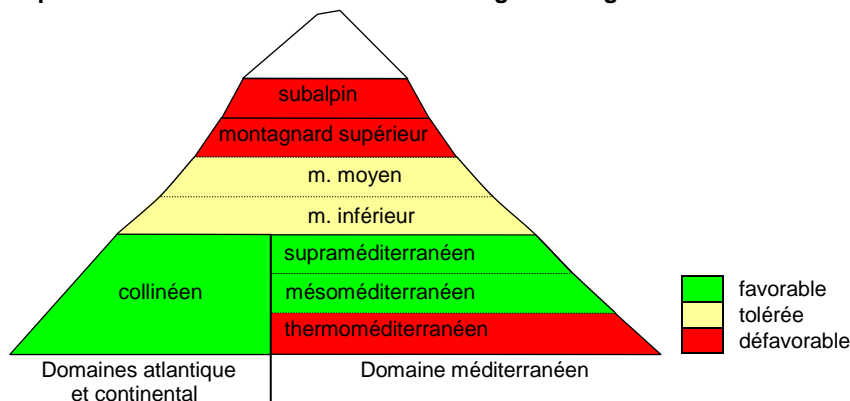 subalpin
montagnard supérieur
m. moyen
m. inférieur
supraméditerranéen
collinéen
mésoméditerranéen
thermoméditerranéen
favorable
tolérée
défavorable
Domaines atlantique
et continental
Domaine méditerranéen